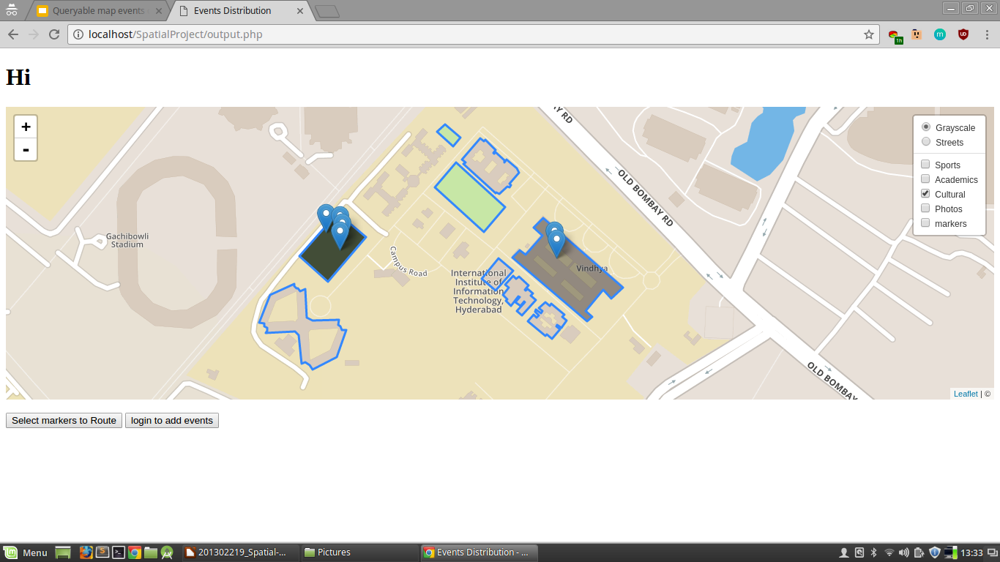 Queryable map events
Events Distribution
localhost/SpatialProject/output.php
1h
m
UD
Hi
+
-
Y RD
OLD BOMBAY RD
Grayscale
Streets
Sports
Academics
Cultural
Photos
markers
Gachibowli
Stadium
Campus Road
International
Institute of
Information
Technology,
Hyderabad
Vindhya
OLD BOMBAY
Leaflet | ©
Select markers to Route
login to add events
Menu
201302219_Spatial-...
Pictures
Events Distribution - ...
13:33